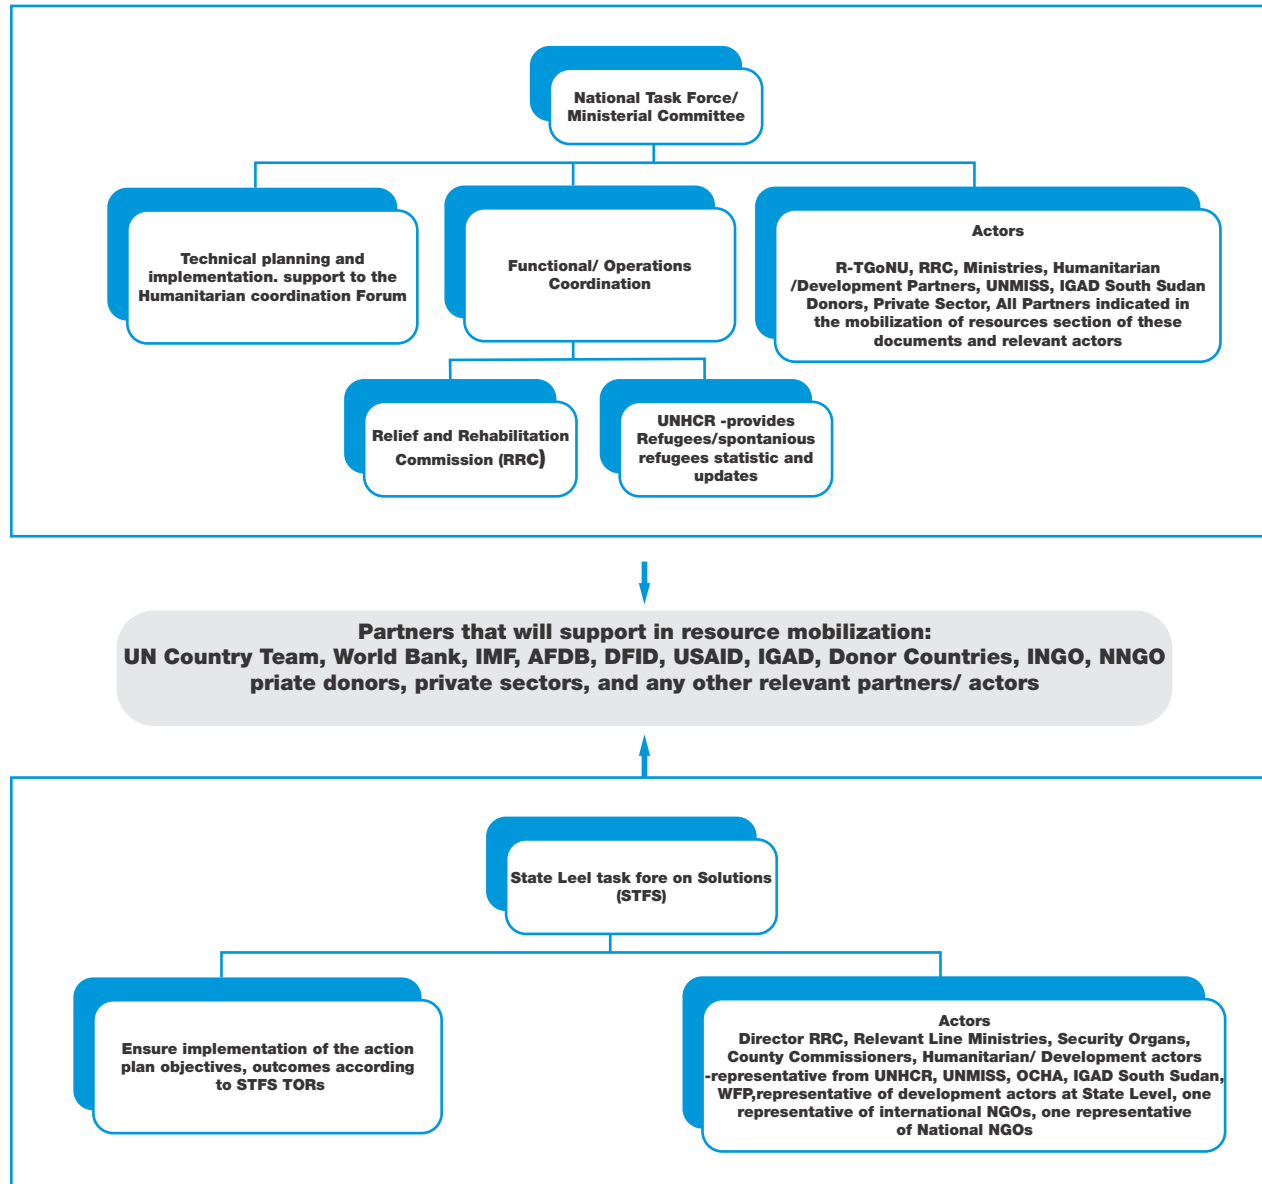 National Task Force/
Ministerial Committee
Technical planning and
implementation. support to the
Humanitarian coordination Forum
Functional/ Operations
Coordination
Actors
R-TGoNU, RRC, Ministries, Humanitarian
/Development Partners, UNMISS, IGAD South Sudan
Donors, Private Sector, All Partners indicated in
the mobilization of resources section of these
documents and relevant actors
Relief and Rehabilitation
Commission (RRC)
UNHCR -provides
Refugees/spontanious
refugees statistic and
updates
Partners that will support in resource mobilization:
UN Country Team, World Bank, IMF, AFDB, DFID, USAID, IGAD, Donor Countries, INGO, NNGO
priate donors, private sectors, and any other relevant partners/ actors
State Leel task fore on Solutions
(STFS)
Ensure implementation of the action
plan objectives, outcomes according
to STFS TORs
Actors
Director RRC, Relevant Line Ministries, Security Organs,
County Commissioners, Humanitarian/ Development actors
-representative from UNHCR, UNMISS, OCHA, IGAD South Sudan,
WFP,representative of development actors at State Level, one
representative of international NGOs, one representative
of National NGOs